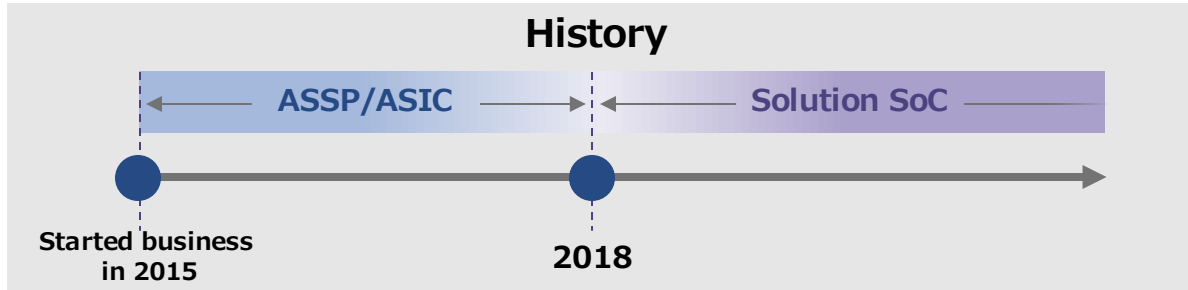 History
ASSP/ASIC
Solution SoC
Started business
in 2015
2018